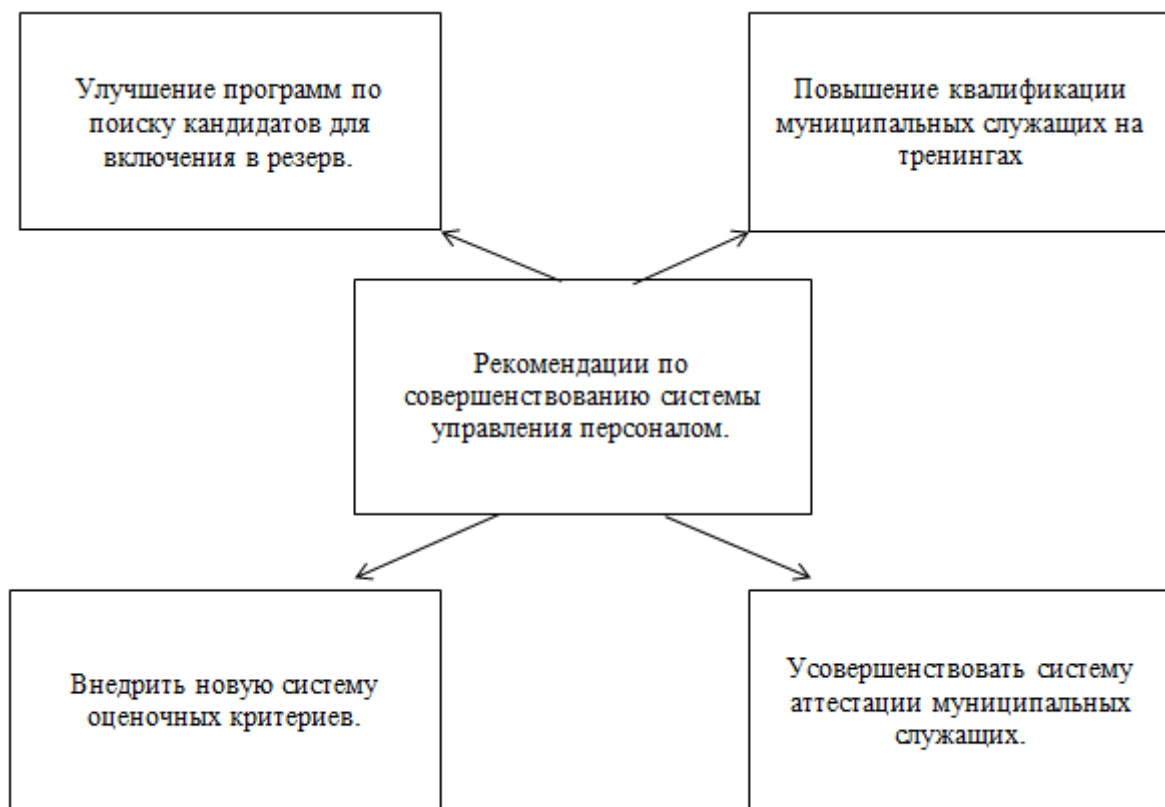 Улучшение программ по
поиску кандидатов для
включения в резерв.
Повышение квалификации
муниципальных служащих на
тренингах
Рекомендации по
совершенствованию системы
управления персоналом.
Внедрить новую систему
оценочных критериев.
Усовершенствовать систему
аттестации муниципальных
служащих.